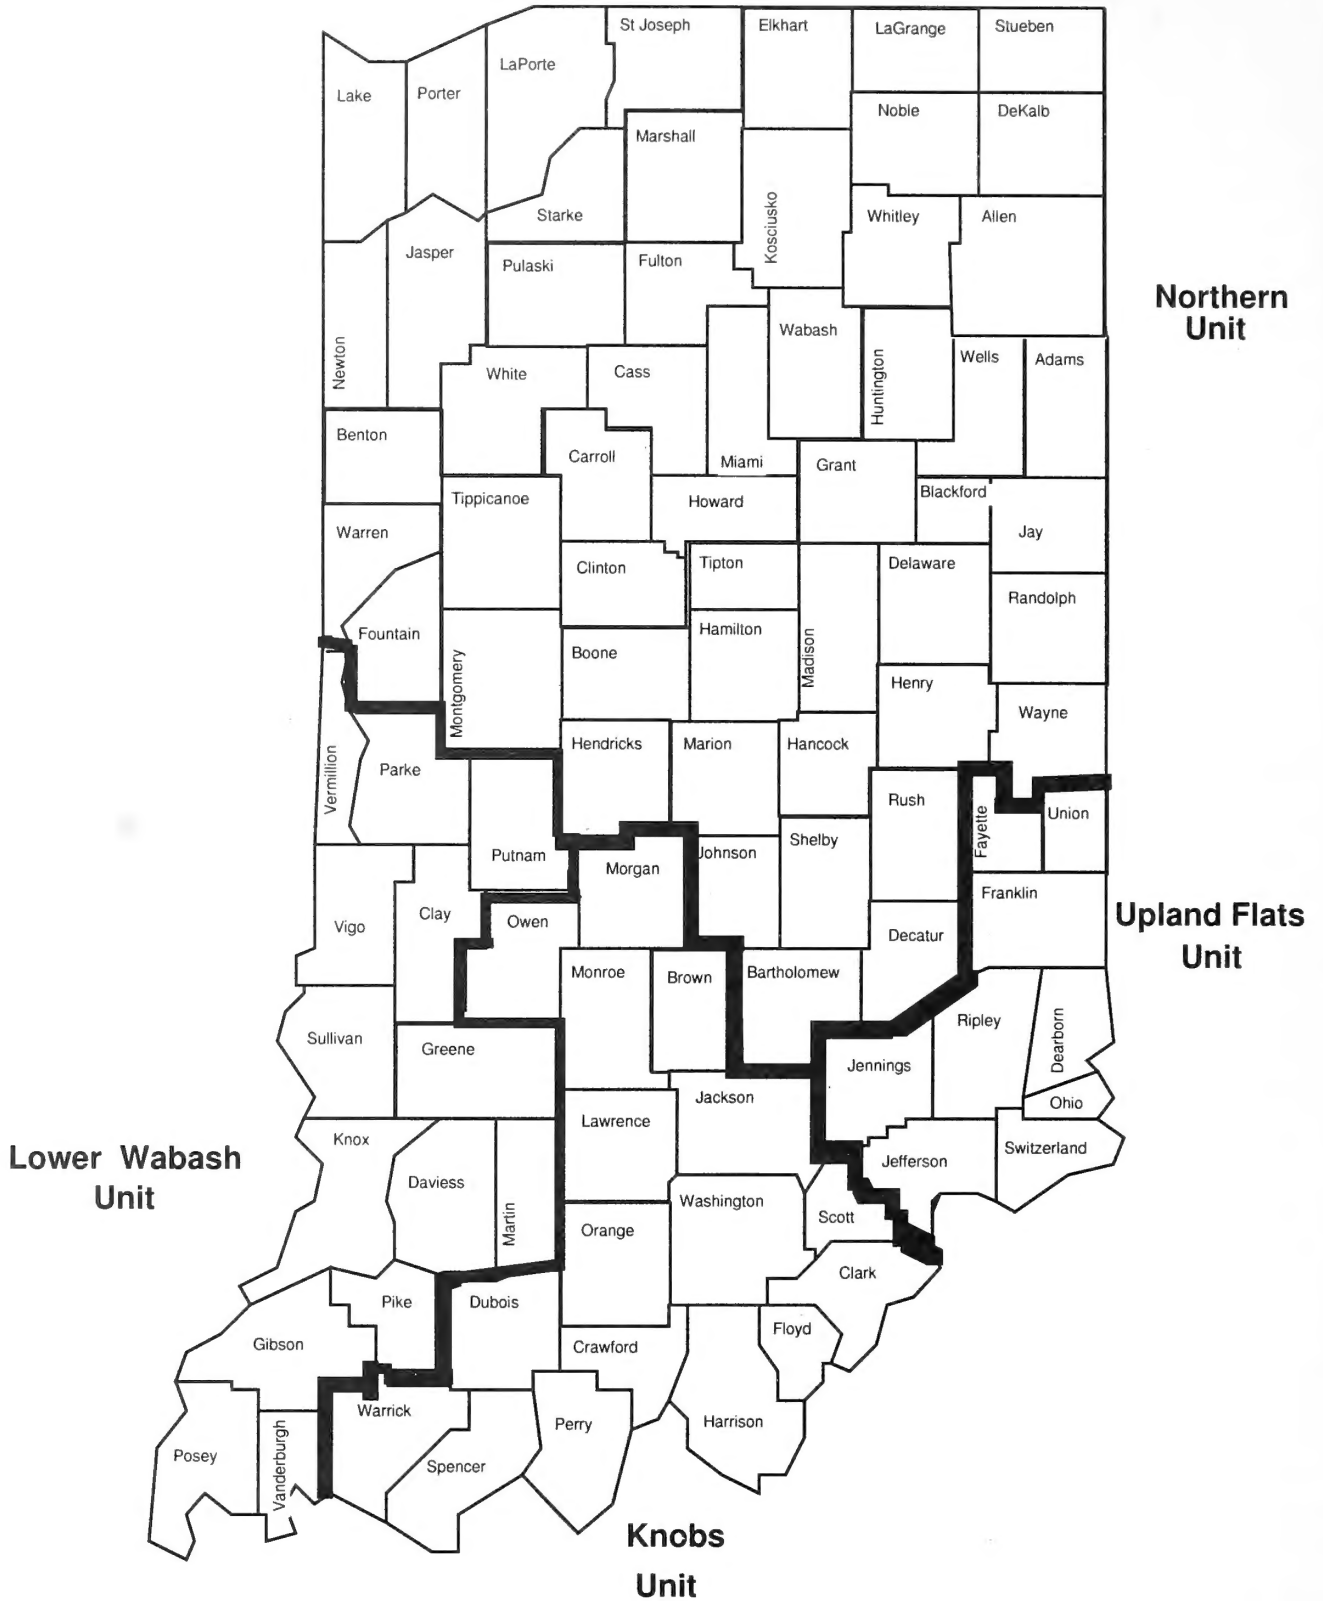 St Joseph
Elkhart
LaGrange
Stueben
LaPorte
Lake
Porter
Noble
DeKalb
Marshall
Starke
Kosciusko
Whitley
Allen
Jasper
Pulaski
Fulton
Northern
Unit
Newton
White
Cass
Wabash
Huntington
Wells
Adams
Benton
Carroll
Miami
Grant
Tippicanoe
Howard
Blackford
Warren
Jay
Clinton
Tipton
Delaware
Randolph
Fountain
Montgomery
Boone
Hamilton
Madison
Henry
Wayne
Hendricks
Marion
Hancock
Vermillion
Parke
Rush
Fayette
Union
Putnam
Morgan
Johnson
Shelby
Franklin
Vigo
Clay
Owen
Decatur
Upland Flats
Unit
Monroe
Brown
Bartholomew
Sullivan
Greene
Ripley
Dearborn
Jennings
Jackson
Ohio
Lawrence
Knox
Switzerland
Jefferson
Lower Wabash
Unit
Daviess
Martin
Washington
Orange
Scott
Clark
Pike
Dubois
Gibson
Crawford
Floyd
Warrick
Perry
Harrison
Posey
Vanderburgh
Spencer
Knobs
Unit